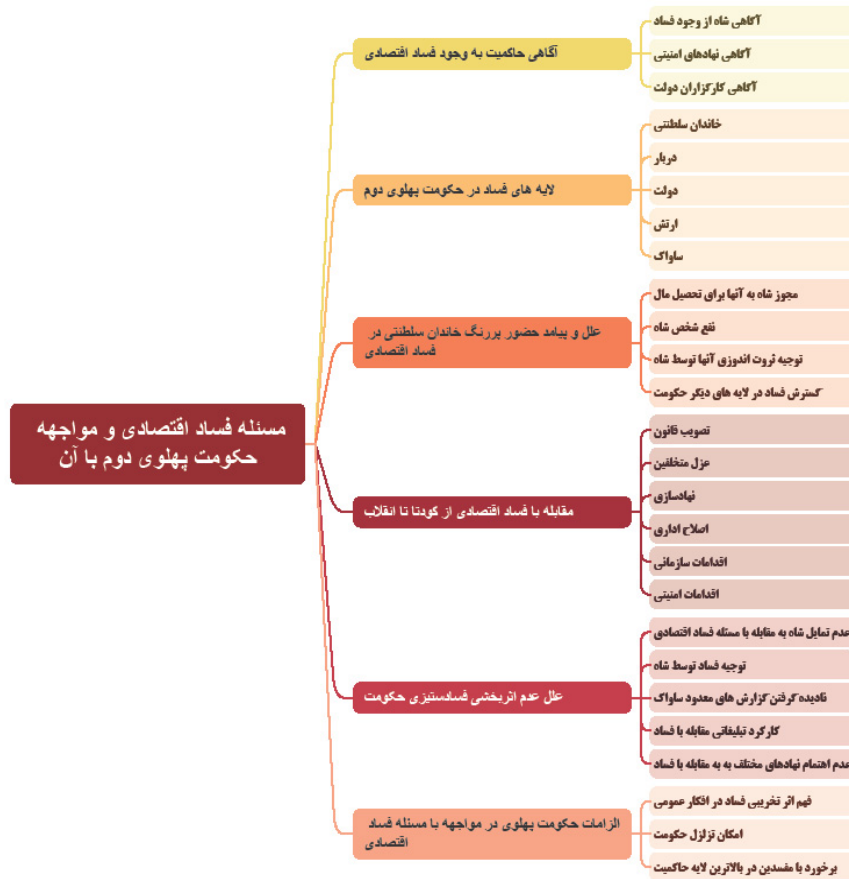 مسئله فساد اقتصادی و مواجهه
حکومت پهلوی دوم با آن
آگاهی حاکمیت به وجود فساد اقتصادی
آگاهی شاه از وجود فساد
آگاهی نهادهای امنیتی
آگاهی کارگزاران دولت
لایه های فساد در حکومت پهلوی دوم
خاندان سلطنتی
دربار
دولت
ارتش
ساواک
علل و پیامد حضور پررنگ خاندان سلطنتی در
فساد اقتصادی
مجوز شاه به آنها برای تحصیل مال
نفع شخص شاه
توجیه ثروت اندوزی آنها توسط شاه
گسترش فساد در لایه های دیگر حکومت
مقابله با فساد اقتصادی از کودتا تا انقلاب
تصویب قانون
عزل متخلفین
نهادسازی
اصلاح اداری
اقدامات سازمانی
اقدامات امنیتی
علل عدم اثربخشی فسادستیزی حکومت
عدم تمایل شاه به مقابله با مسئله فساد اقتصادی
توجیه فساد توسط شاه
نادیده گرفتن گزارش های معدود ساواک
کارکرد تبلیغاتی مقابله با فساد
عدم اهتمام نهادهای مختلف به به مقابله با فساد
الزامات حکومت پهلوی در مواجهه با مسئله فساد
اقتصادی
فهم اثر تخریبی فساد در افکار عمومی
امکان تزلزل حکومت
برخورد با مفسدین در بالاترین لایه حاکمیت